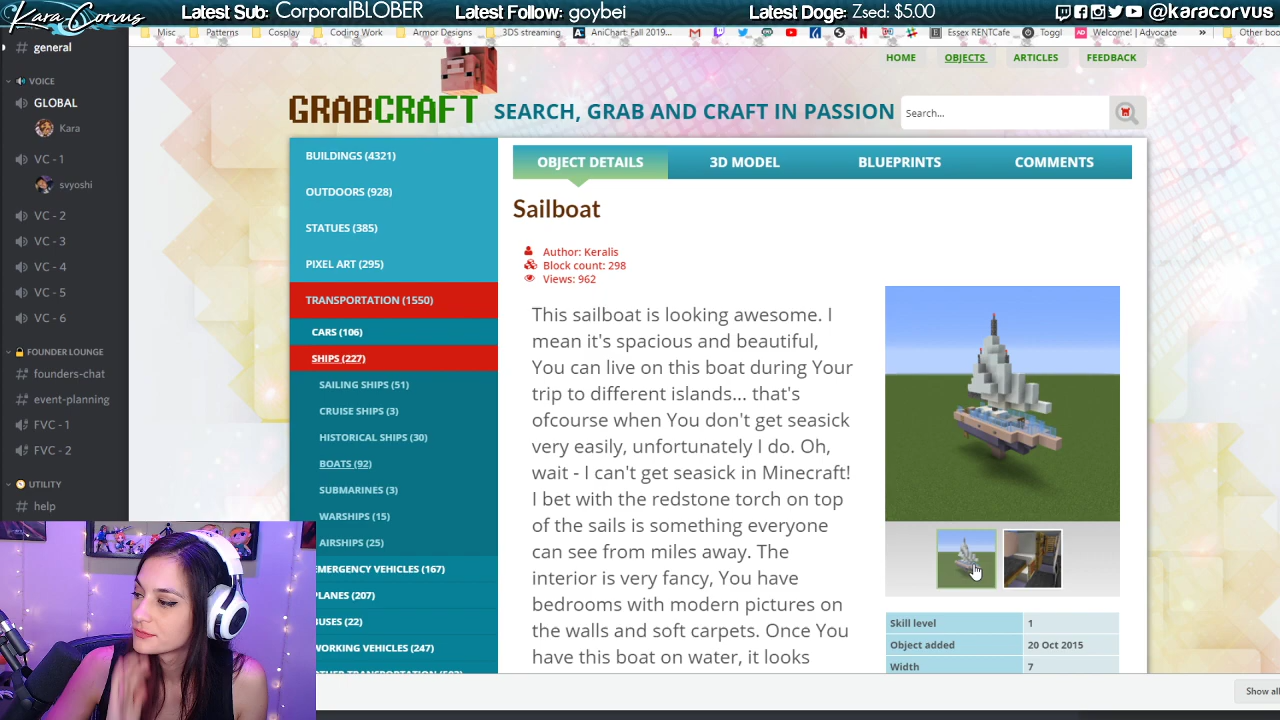 Kara Corvus
Sub
CorporalBLOBER
Follow
Peepo__Doge
Donation
Zsed $5.00
@karacorvus
Misc
Patterns
Cosplay
Coding Work
Armor Designs
3DS streaming
AniChart: Fall 2019...
Essex RENTCafe
Toggl
Welcome! | Advocate
»
Other boo
# general
VOICE
GLOBAL
Kara
VC - 1
svyoshi
VC - 2
VC - 3
VC - 4
VC - 5
VC - 6
FOUNDER LOUNGE
founders-chat
event-planning
FVC - 1
FVC - 2
UTILITY
# help
HOME
OBJECTS
ARTICLES
FEEDBACK
GRABCRAFT
SEARCH, GRAB AND CRAFT IN PASSION
Search...
BUILDINGS (4321)
OUTDOORS (928)
STATUES (385)
PIXEL ART (295)
TRANSPORTATION (1550)
CARS (106)
SHIPS (227)
SAILING SHIPS (51)
CRUISE SHIPS (3)
HISTORICAL SHIPS (30)
BOATS (92)
SUBMARINES (3)
WARSHIPS (15)
AIRSHIPS (25)
EMERGENCY VEHICLES (167)
PLANES (207)
BUSES (22)
WORKING VEHICLES (247)
OBJECT DETAILS
3D MODEL
BLUEPRINTS
COMMENTS
Sailboat
Author: Keralis
Block count: 298
Views: 962
This sailboat is looking awesome. I
mean it's spacious and beautiful,
You can live on this boat during Your
trip to different islands... that's
ofcourse when You don't get seasick
very easily, unfortunately I do. Oh,
wait - I can't get seasick in Minecraft!
I bet with the redstone torch on top
of the sails is something everyone
can see from miles away. The
interior is very fancy, You have
bedrooms with modern pictures on
the walls and soft carpets. Once You
have this boat on water, it looks
Skill level 1
Object added 20 Oct 2015
Width 7
Show all